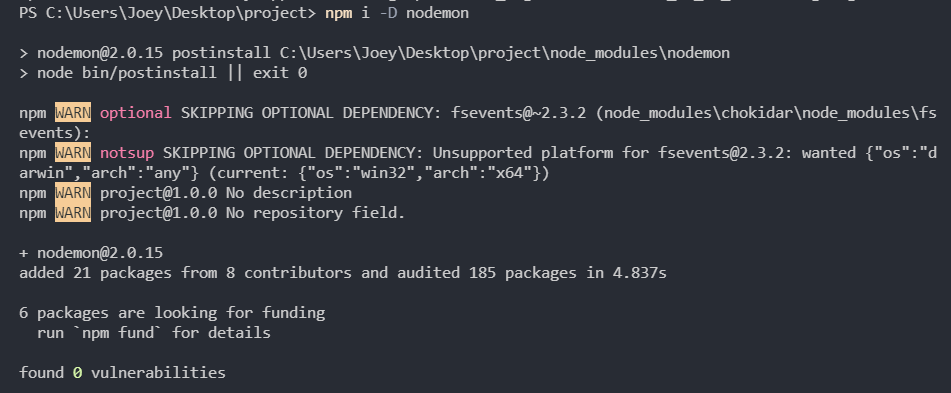 PS C:\Users\Joey\Desktop\project> npm i -D nodemon
> nodemon@2.0.15 postinstall C:\Users\Joey\Desktop\project\node_modules\nodemon
> node bin/postinstall || exit 0
npm WARN optional SKIPPING OPTIONAL DEPENDENCY: fsevents@~2.3.2 (node_modules\chokidar\node_modules\fs
events):
npm WARN notsup SKIPPING OPTIONAL DEPENDENCY: Unsupported platform for fsevents@2.3.2: wanted {"os":"d
arwin","arch":"any"} (current: {"os":"win32","arch":"x64"})
npm WARN project@1.0.0 No description
npm WARN project@1.0.0 No repository field.
+ nodemon@2.0.15
added 21 packages from 8 contributors and audited 185 packages in 4.837s
6 packages are looking for funding
run `npm fund` for details
found 0 vulnerabilities